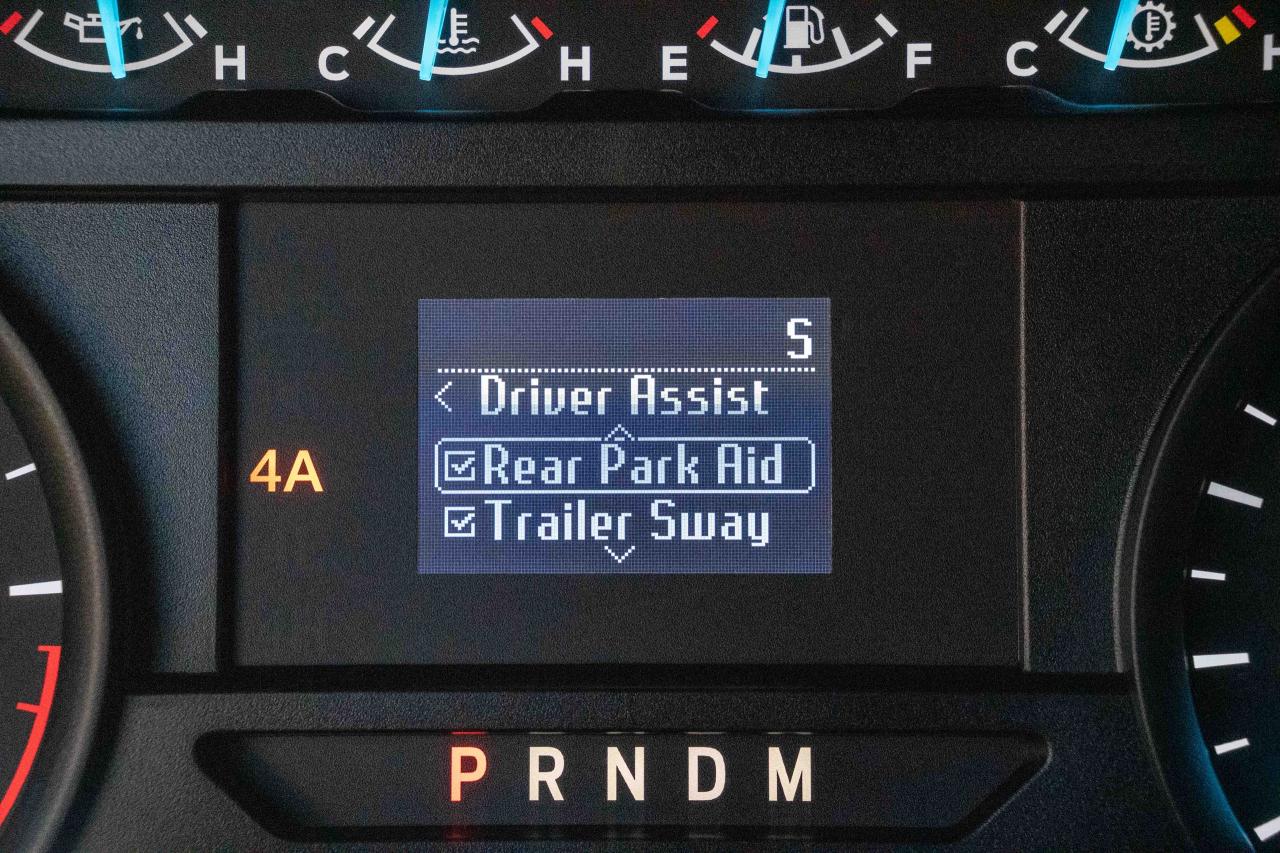 H C H E F C H
S
Driver Assist
Rear Park Aid
4A
Trailer Sway
P R N D M